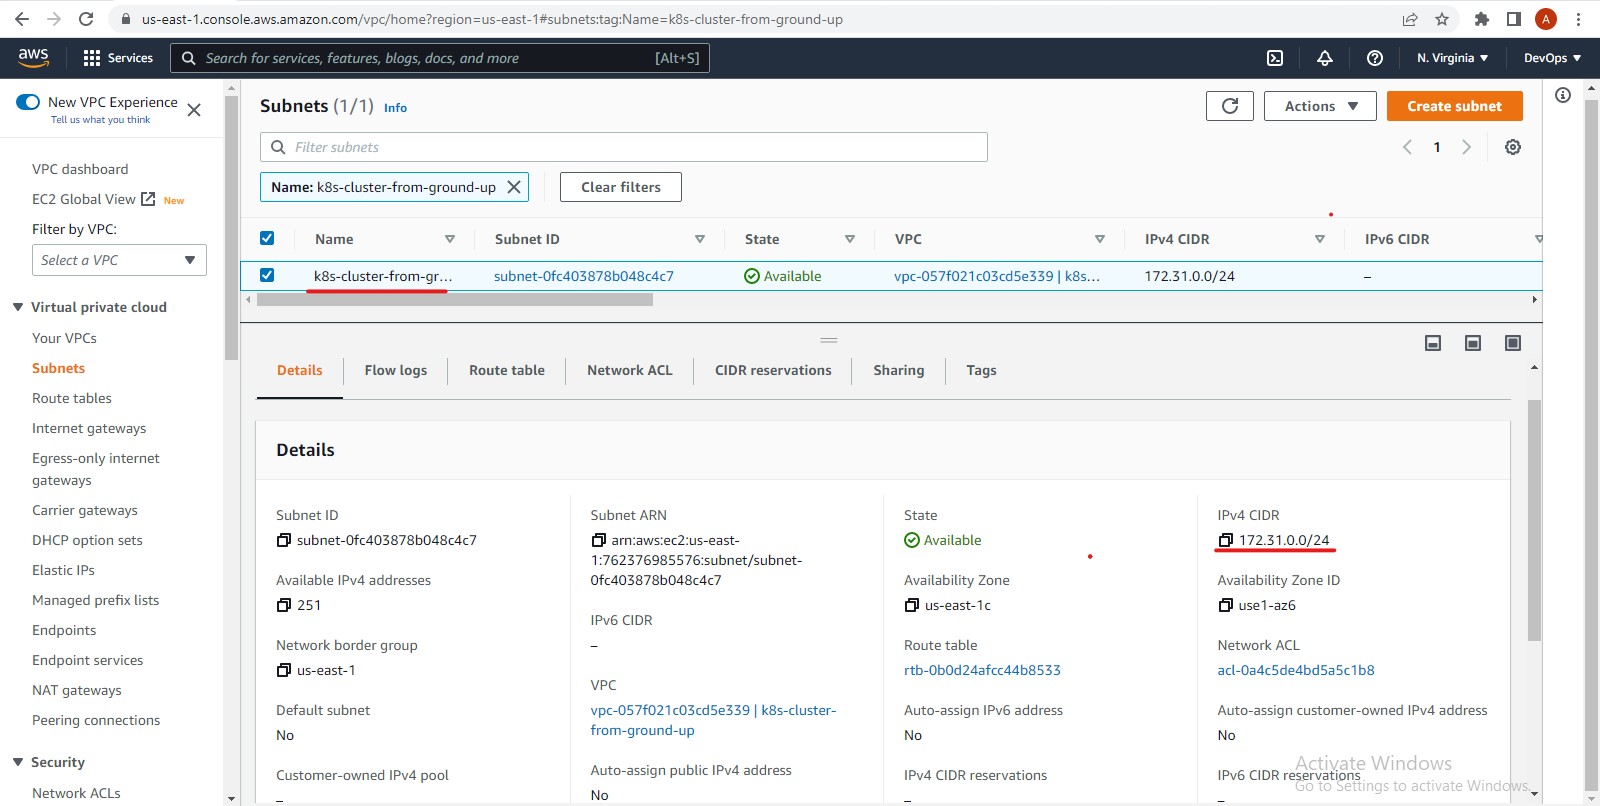 us-east-1.console.aws.amazon.com/vpc/home?region=us-east-1#subnets:tag:Name=k8s-cluster-from-ground-up
A
aws
Services
Search for services, features, blogs, docs, and more
[Alt+S]
N. Virginia
DevOps
New VPC Experience
Tell us what you think
VPC dashboard
EC2 Global View New
Filter by VPC:
Select a VPC
Virtual private cloud
Your VPCs
Subnets
Route tables
Internet gateways
Egress-only internet
gateways
Carrier gateways
DHCP option sets
Elastic IPs
Managed prefix lists
Endpoints
Endpoint services
NAT gateways
Peering connections
Security
Network ACLs
Subnets (1/1) Info
Actions
Create subnet
Filter subnets
1
Name: k8s-cluster-from-ground-up
Clear filters
Name Subnet ID State VPC IPv4 CIDR IPv6 CIDR
k8s-cluster-from-gr... subnet-0fc403878b048c4c7 Available vpc-057f021c03cd5e339 | k8s... 172.31.0.0/24 –
Details Flow logs Route table Network ACL CIDR reservations Sharing Tags
Details
Subnet ID
subnet-0fc403878b048c4c7
Available IPv4 addresses
251
Network border group
us-east-1
Default subnet
No
Customer-owned IPv4 pool
–
Subnet ARN
arn:aws:ec2:us-east-
1:762376985576:subnet/subnet-
0fc403878b048c4c7
IPv6 CIDR
–
VPC
vpc-057f021c03cd5e339 | k8s-cluster-
from-ground-up
Auto-assign public IPv4 address
No
State
Available
Availability Zone
us-east-1c
Route table
rtb-0b0d24afcc44b8533
Auto-assign IPv6 address
No
IPv4 CIDR reservations
–
IPv4 CIDR
172.31.0.0/24
Availability Zone ID
use1-az6
Network ACL
acl-0a4c5de4bd5a5c1b8
Auto-assign customer-owned IPv4 address
No
IPv6 CIDR reservations
–
Activate Windows
Go to Settings to activate Windows.